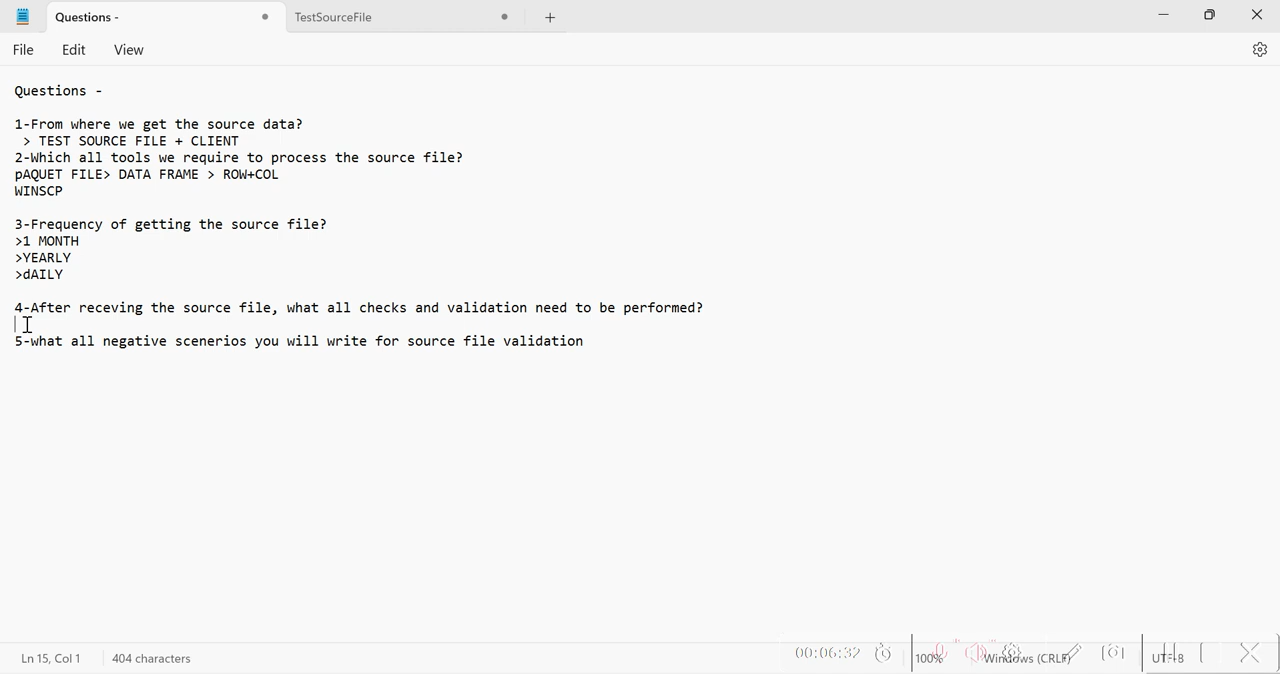 Questions -
TestSourceFile
File Edit View
Questions -
1-From where we get the source data?
> TEST SOURCE FILE + CLIENT
2-Which all tools we require to process the source file?
pAQUET FILE> DATA FRAME > ROW+COL
WINSCP
3-Frequency of getting the source file?
>1 MONTH
>YEARLY
>dAILY
4-After receving the source file, what all checks and validation need to be performed?
5-what all negative scenerios you will write for source file validation
Ln 15, Col 1 404 characters 00:06:32 100% Windows (CRLF) UTF-8